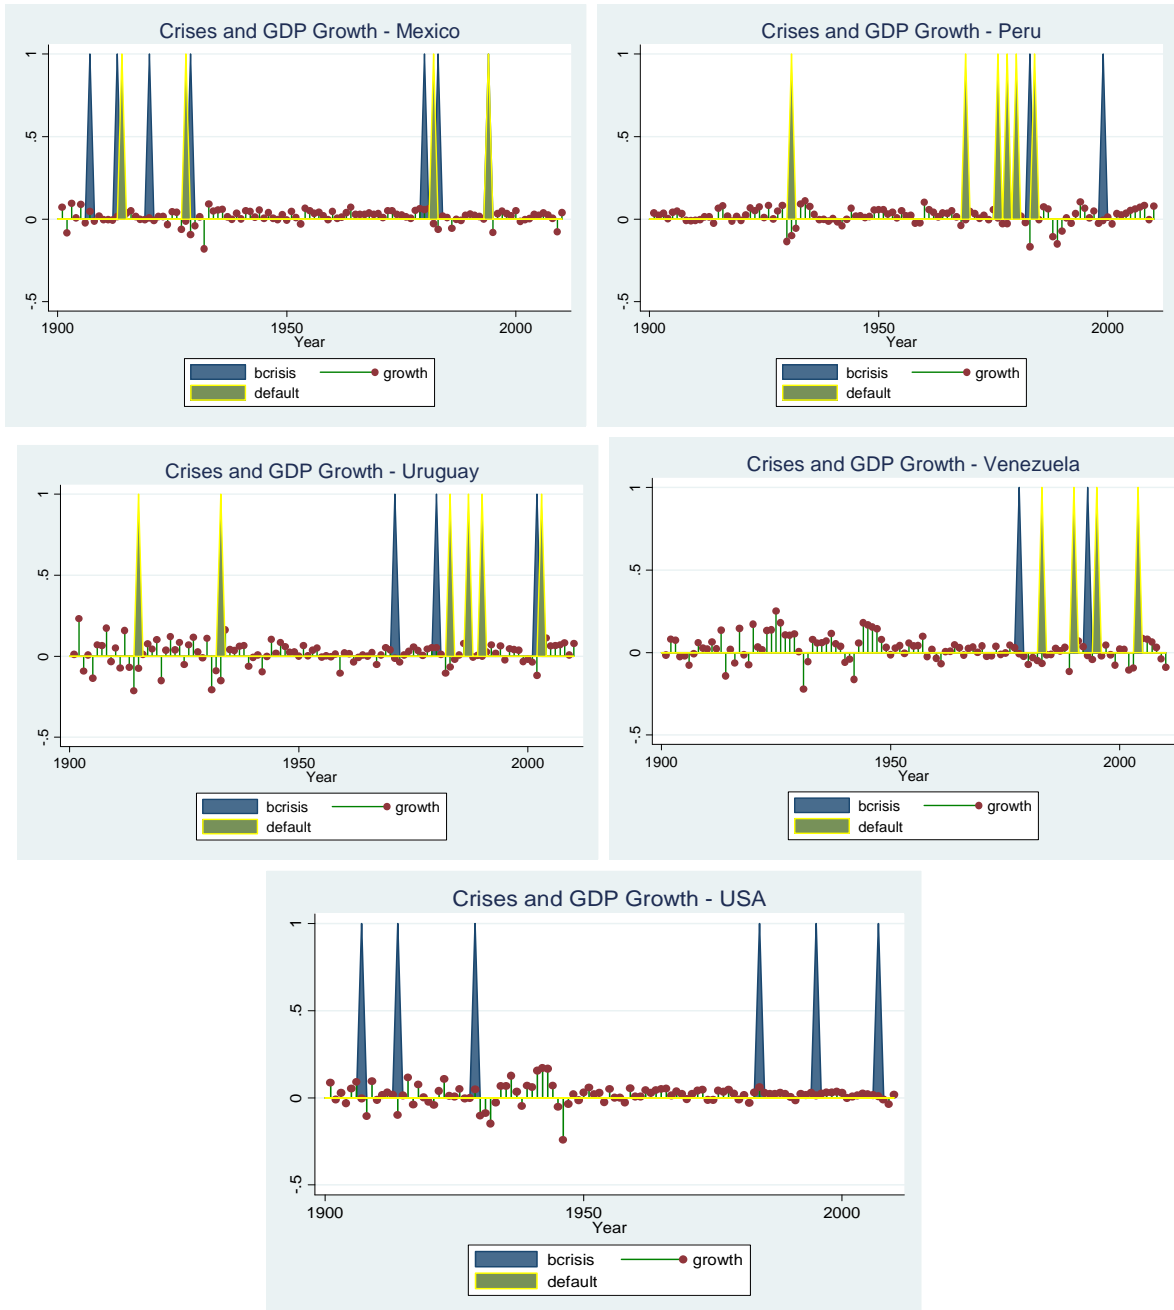 Crises and GDP Growth - Mexico
1
.5
0
-.5
1900 1950 2000
Year
bcrisis growth
default
Crises and GDP Growth - Peru
1
.5
0
-.5
1900 1950 2000
Year
bcrisis growth
default
Crises and GDP Growth - Uruguay
1
.5
0
-.5
1900 1950 2000
Year
bcrisis growth
default
Crises and GDP Growth - Venezuela
1
.5
0
-.5
1900 1950 2000
Year
bcrisis growth
default
Crises and GDP Growth - USA
1
.5
0
-.5
1900 1950 2000
Year
bcrisis growth
default